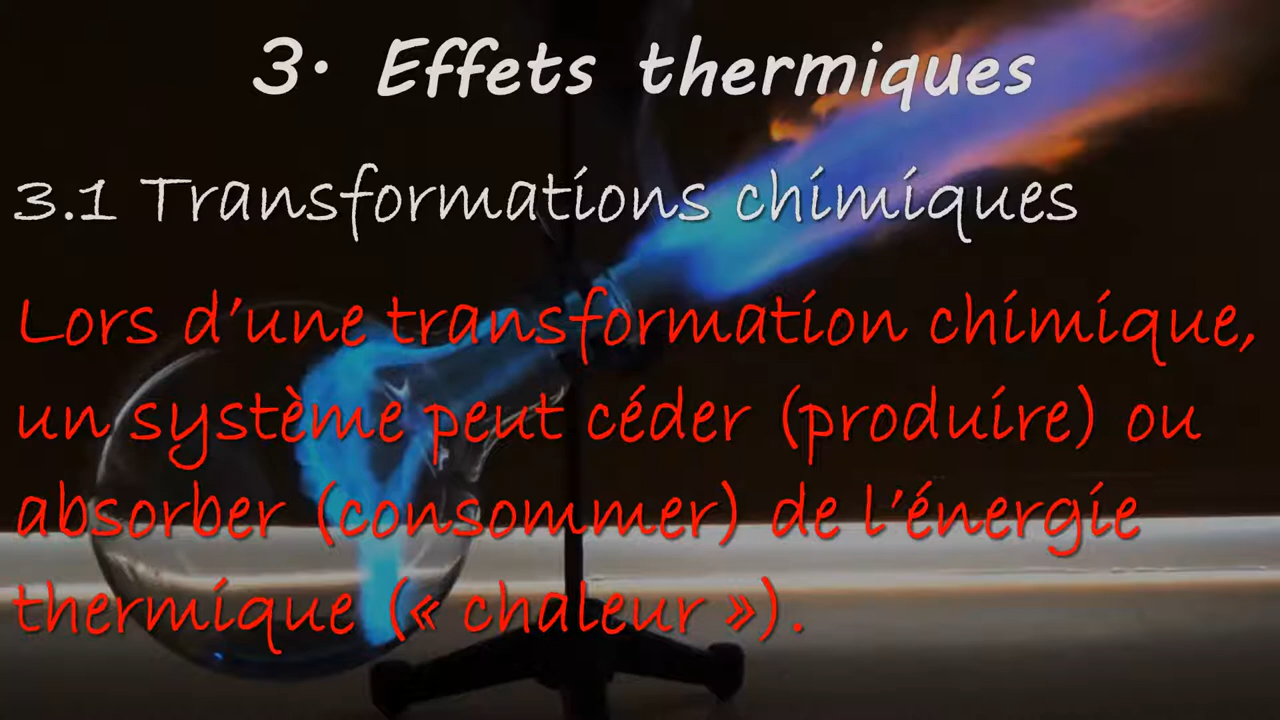 3. Effets thermiques
3.1 Transformations chimiques
Lors d’une transformation chimique,
un système peut céder (produire) ou
absorber (consommer) de l’énergie
thermique (« chaleur »).